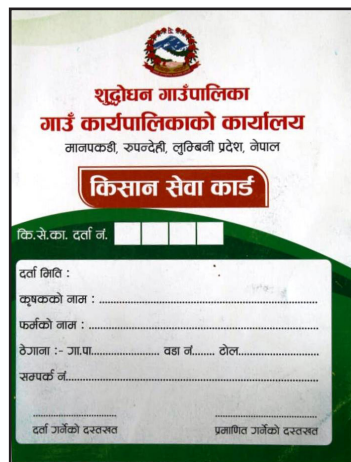 शुद्धोधन गाउँपालिका
गाउँ कार्यपालिकाको कार्यालय
मानपकडी, रुपन्देही, लुम्बिनी प्रदेश, नेपाल
किसान सेवा कार्ड
कि.से.का. दर्ता नं.
दर्ता मिति :
कृषकको नाम : ........................................................
फर्मको नाम : ..........................................................
ठेगाना :- गा.पा................. वडा नं....... टोल....................
सम्पर्क नं..................................................................
दर्ता गर्नेको दस्तखत प्रमाणित गर्नेको दस्तखत